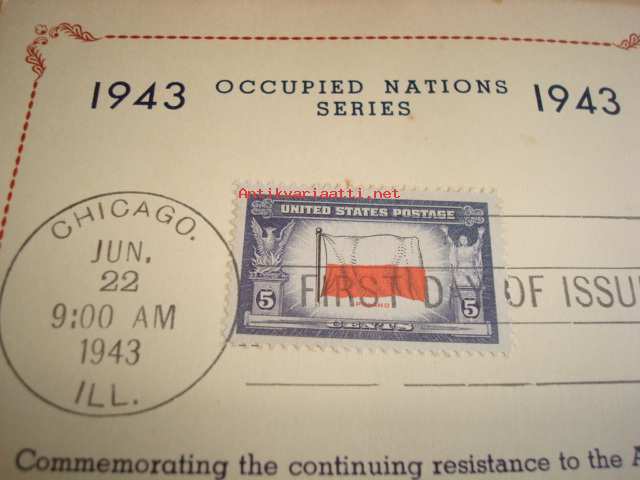 1943 OCCUPIED NATIONS 1943
SERIES
Antikvariaatti.net
UNITED STATES POSTAGE
CHICAGO.
JUN.
22
9:00 AM
1943
ILL.
FIRST DAY OF ISSU
5 POLAND 5
CENTS
Commemorating the continuing resistance to the A